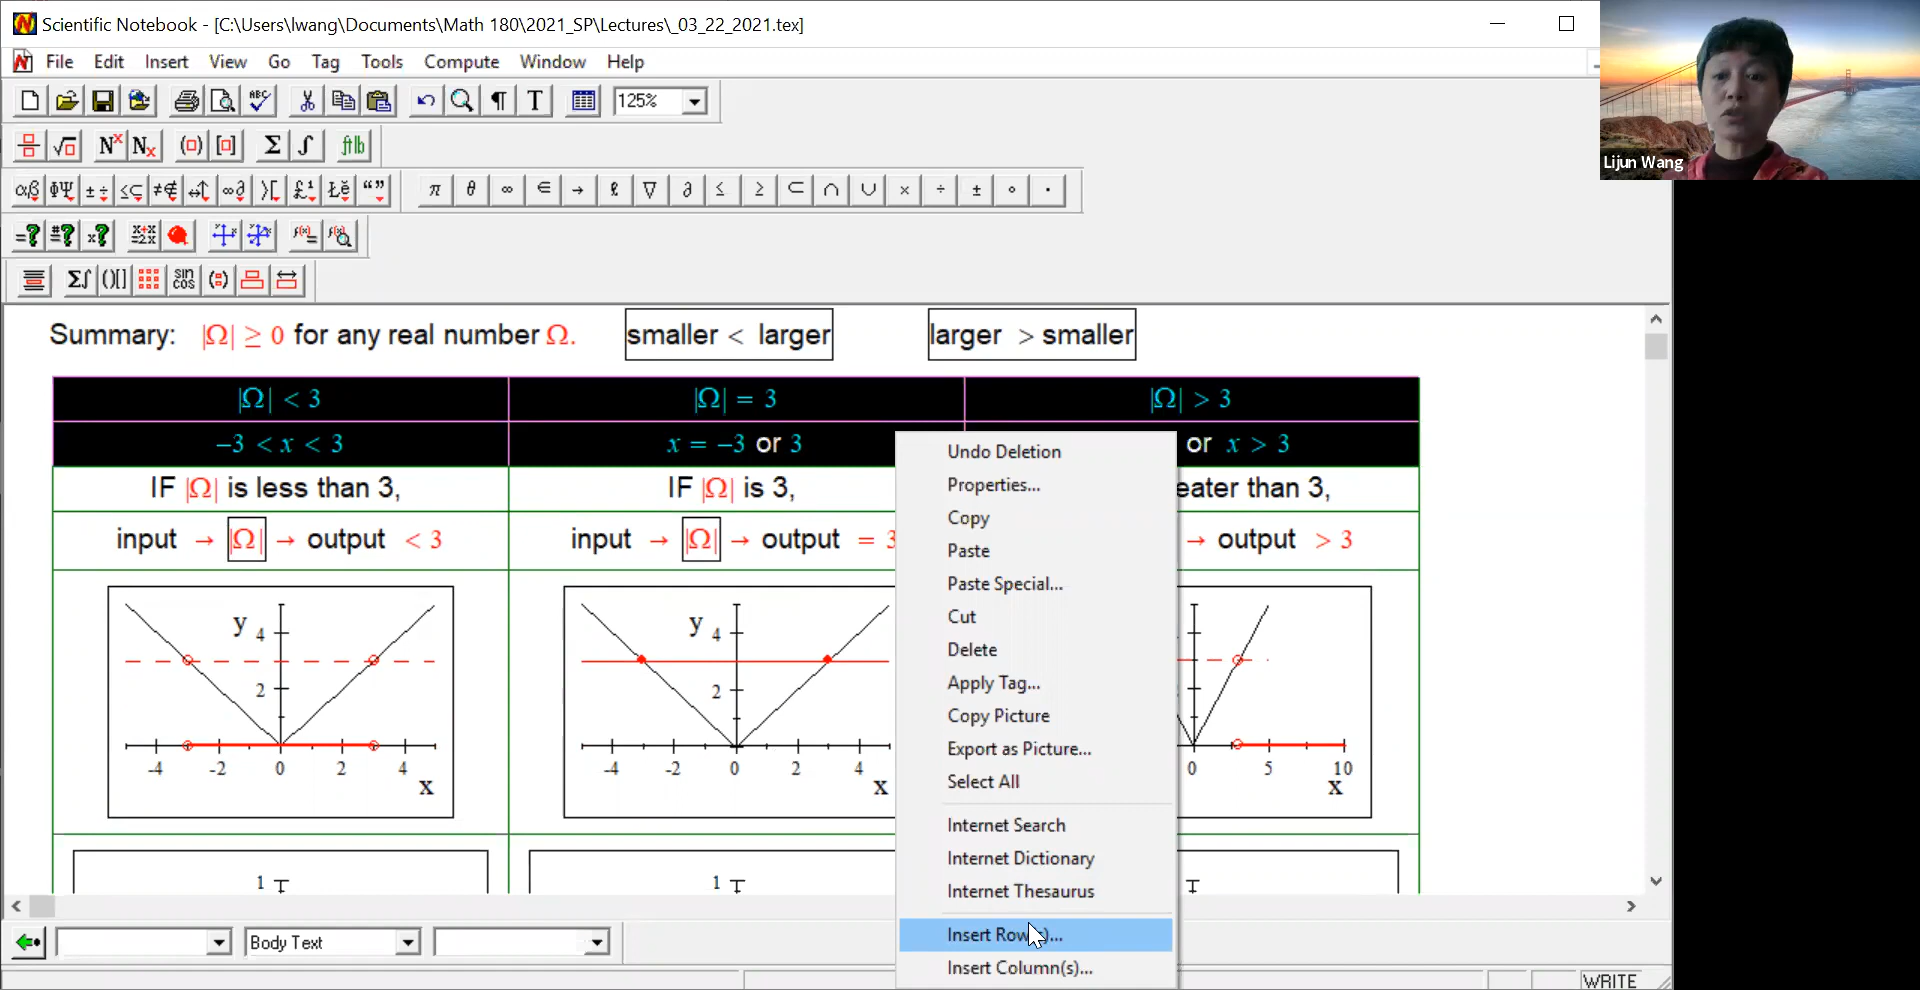 Scientific Notebook - [C:\Users\lwang\Documents\Math 180\2021_SP\Lectures\_03_22_2021.tex]
File Edit Insert View Go Tag Tools Compute Window Help
125%
Lijun Wang
Summary: |Ω| ≥ 0 for any real number Ω. smaller < larger larger > smaller
|Ω| < 3 |Ω| = 3 |Ω| > 3
−3 < x < 3 x = −3 or 3 or x > 3
IF |Ω| is less than 3, IF |Ω| is 3, eater than 3,
input → |Ω| → output < 3 input → |Ω| → output = 3 → output > 3
y 4 2 -4 -2 0 2 4 x
y 4 2 -4 -2 0 2 4 x
0 5 10 x
1 1
Undo Deletion
Properties...
Copy
Paste
Paste Special...
Cut
Delete
Apply Tag...
Copy Picture
Export as Picture...
Select All
Internet Search
Internet Dictionary
Internet Thesaurus
Insert Row(s)...
Insert Column(s)...
Body Text
WRITE